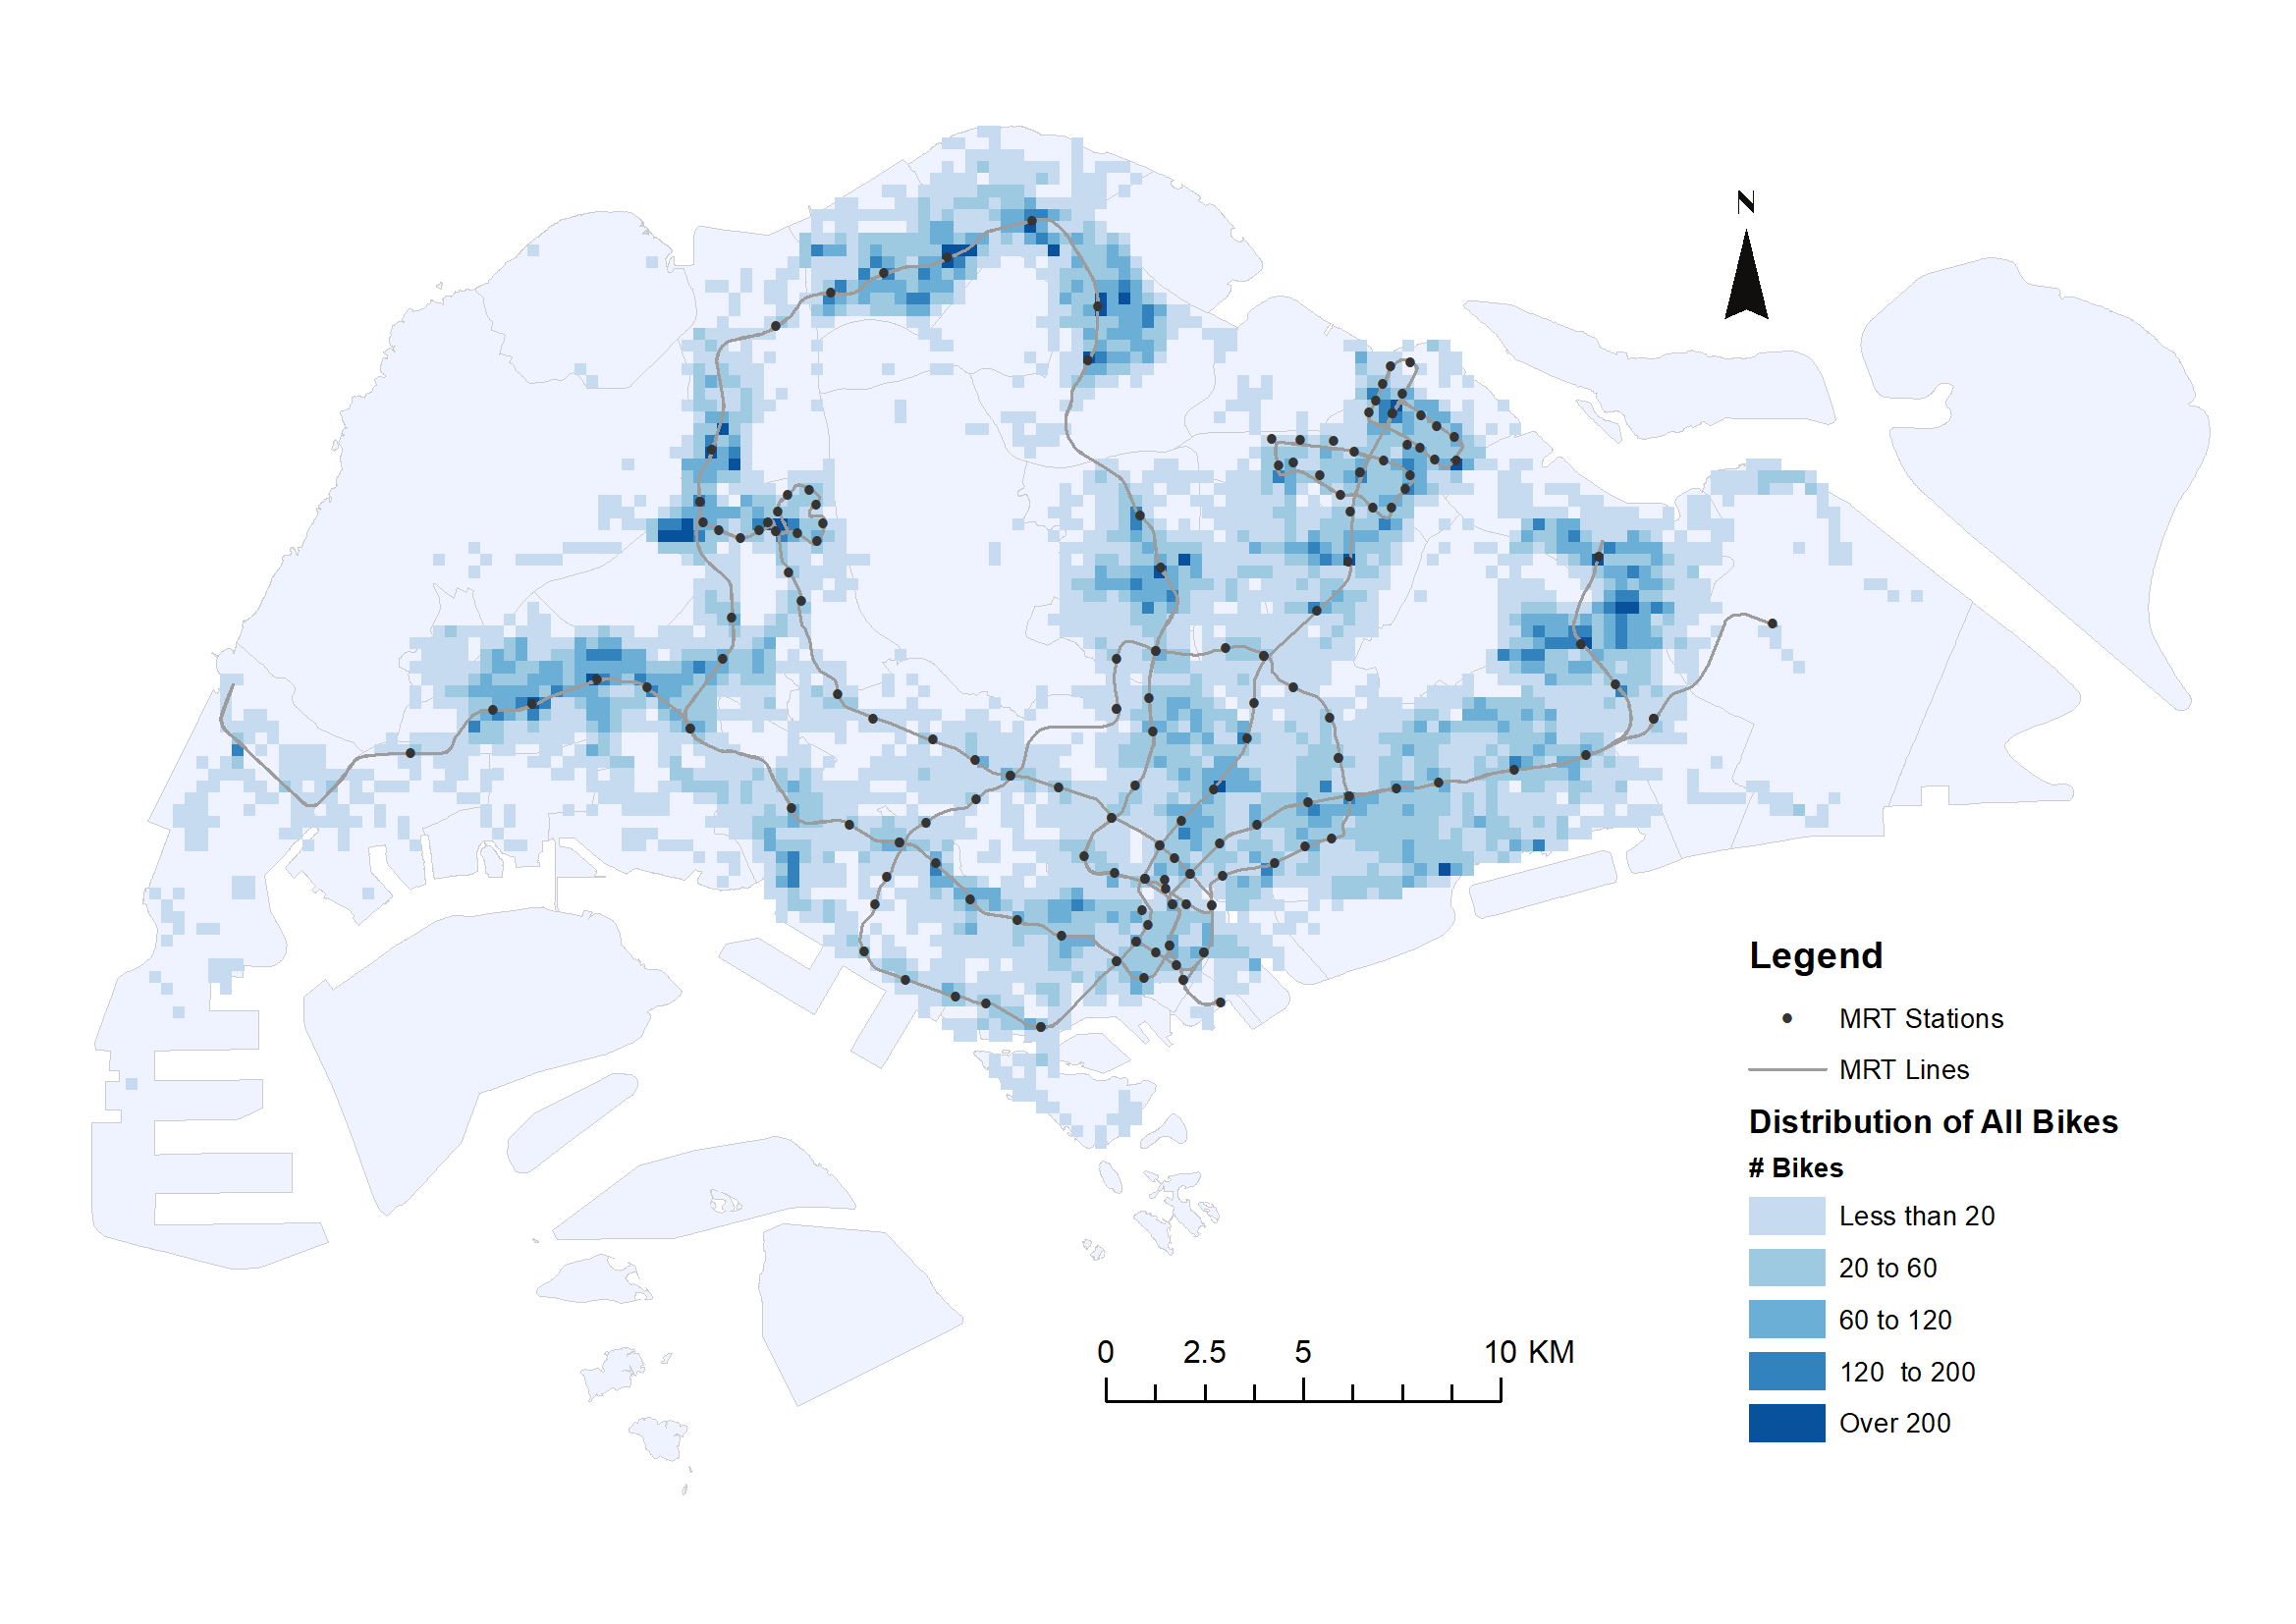 N
Legend
MRT Stations
MRT Lines
Distribution of All Bikes
# Bikes
Less than 20
20 to 60
60 to 120
120  to 200
Over 200
0 2.5 5 10 KM